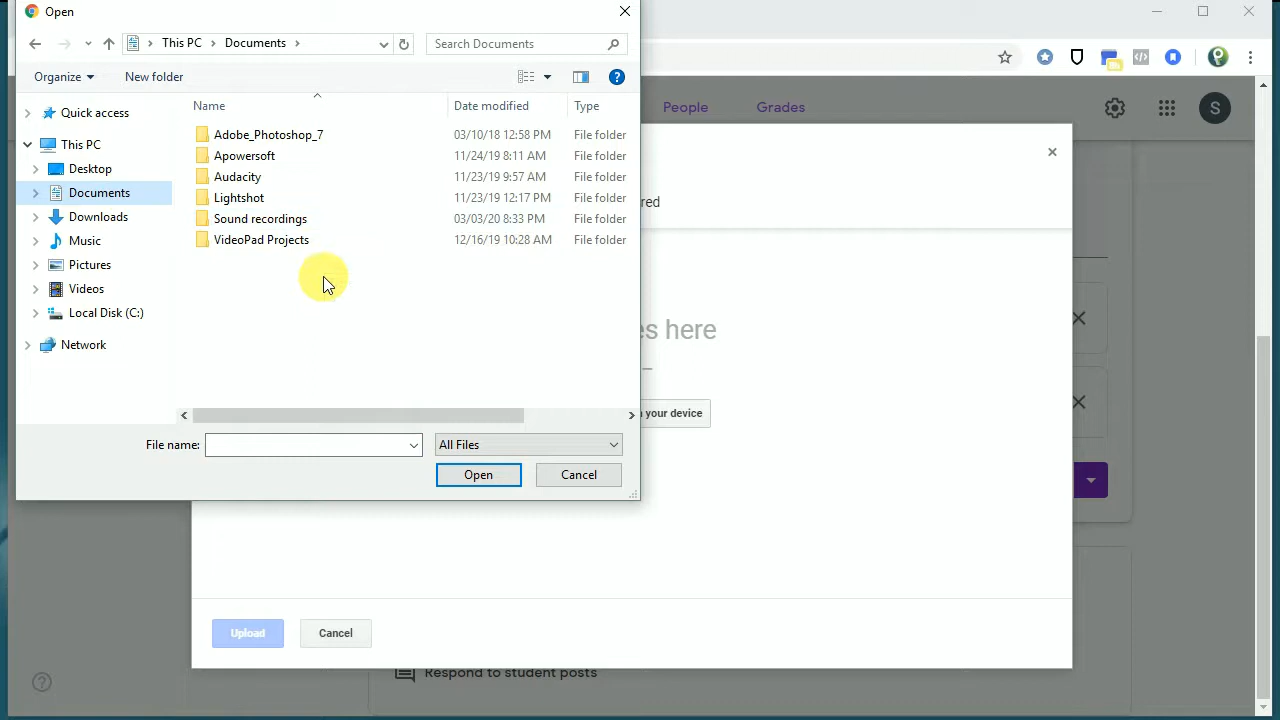 Open
This PC
Documents
Search Documents
Organize
New folder
Name
Date modified
Type
Adobe_Photoshop_7
03/10/18 12:58 PM
File folder
Apowersoft
11/24/19 8:11 AM
File folder
Audacity
11/23/19 9:57 AM
File folder
Lightshot
11/23/19 12:17 PM
File folder
Sound recordings
03/03/20 8:33 PM
File folder
VideoPad Projects
12/16/19 10:28 AM
File folder
Quick access
This PC
Desktop
Documents
Downloads
Music
Pictures
Videos
Local Disk (C:)
Network
File name:
All Files
Open
Cancel
People
Grades
S
red
es here
your device
Upload
Cancel
Respond to student posts